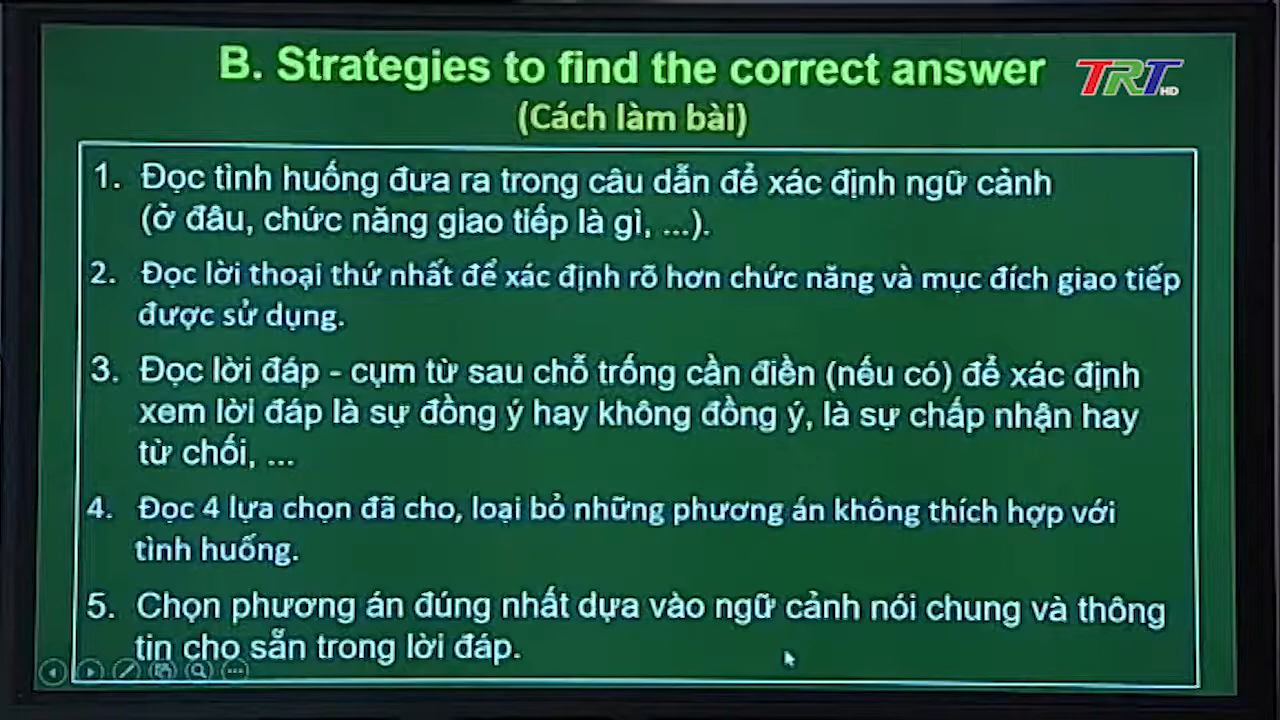 B. Strategies to find the correct answer
TRT HD
(Cách làm bài)
1. Đọc tình huống đưa ra trong câu dẫn để xác định ngữ cảnh
(ở đâu, chức năng giao tiếp là gì, ...).
2. Đọc lời thoại thứ nhất để xác định rõ hơn chức năng và mục đích giao tiếp
được sử dụng.
3. Đọc lời đáp - cụm từ sau chỗ trống cần điền (nếu có) để xác định
xem lời đáp là sự đồng ý hay không đồng ý, là sự chấp nhận hay
từ chối, ...
4. Đọc 4 lựa chọn đã cho, loại bỏ những phương án không thích hợp với
tình huống.
5. Chọn phương án đúng nhất dựa vào ngữ cảnh nói chung và thông
tin cho sẵn trong lời đáp.